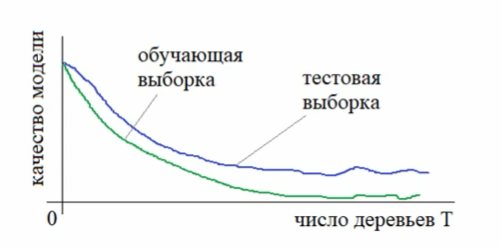 качество модели
обучающая
выборка
тестовая
выборка
0
число деревьев T